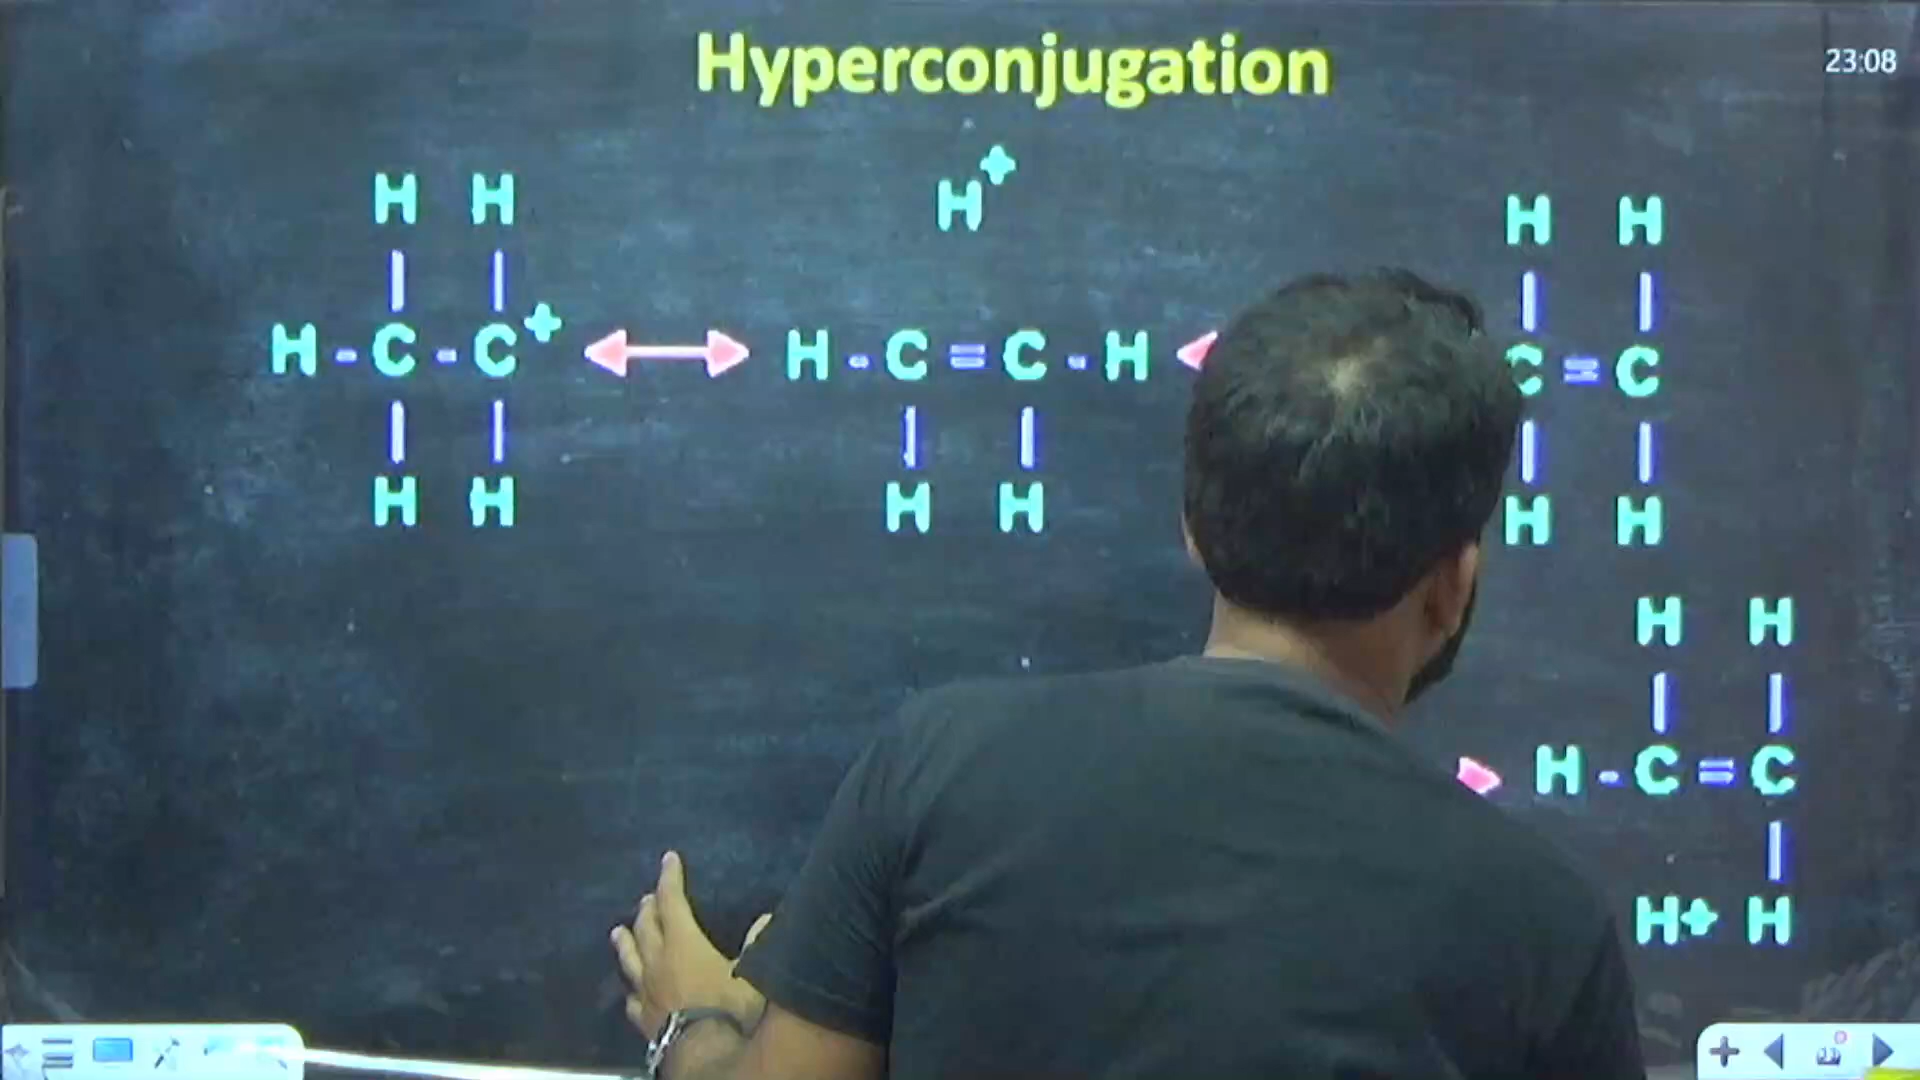 Hyperconjugation
23:08
H H
H - C - C +
H H
H +
H - C = C - H
H H
H H
C = C
H H
H H
H - C = C
H+ H